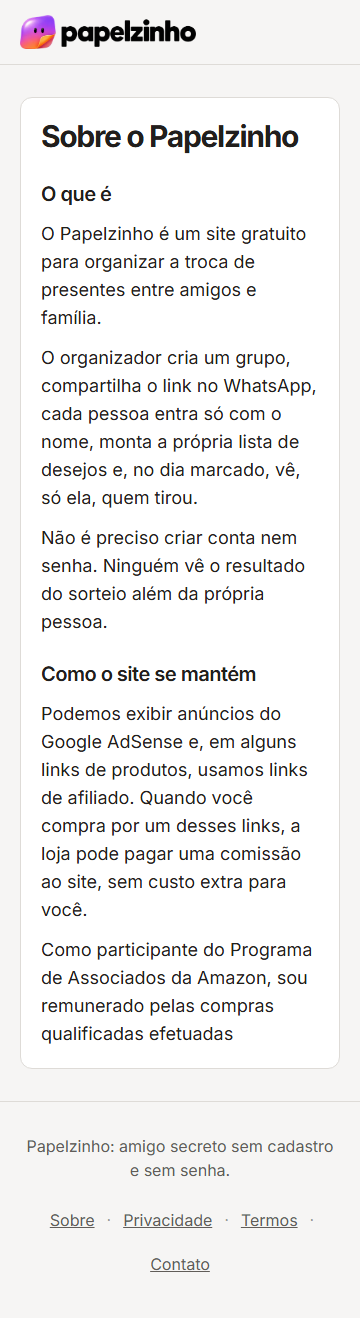 papelzinho
Sobre o Papelzinho
O que é
O Papelzinho é um site gratuito
para organizar a troca de
presentes entre amigos e
família.
O organizador cria um grupo,
compartilha o link no WhatsApp,
cada pessoa entra só com o
nome, monta a própria lista de
desejos e, no dia marcado, vê,
só ela, quem tirou.
Não é preciso criar conta nem
senha. Ninguém vê o resultado
do sorteio além da própria
pessoa.
Como o site se mantém
Podemos exibir anúncios do
Google AdSense e, em alguns
links de produtos, usamos links
de afiliado. Quando você
compra por um desses links, a
loja pode pagar uma comissão
ao site, sem custo extra para
você.
Como participante do Programa
de Associados da Amazon, sou
remunerado pelas compras
qualificadas efetuadas
Papelzinho: amigo secreto sem cadastro
e sem senha.
Sobre · Privacidade · Termos ·
Contato